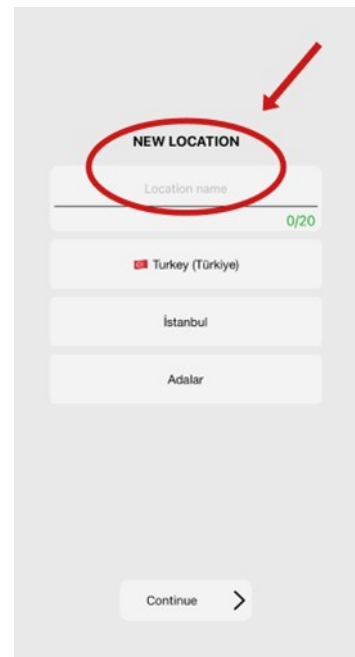 NEW LOCATION
Location name
0/20
Turkey (Türkiye)
İstanbul
Adalar
Continue